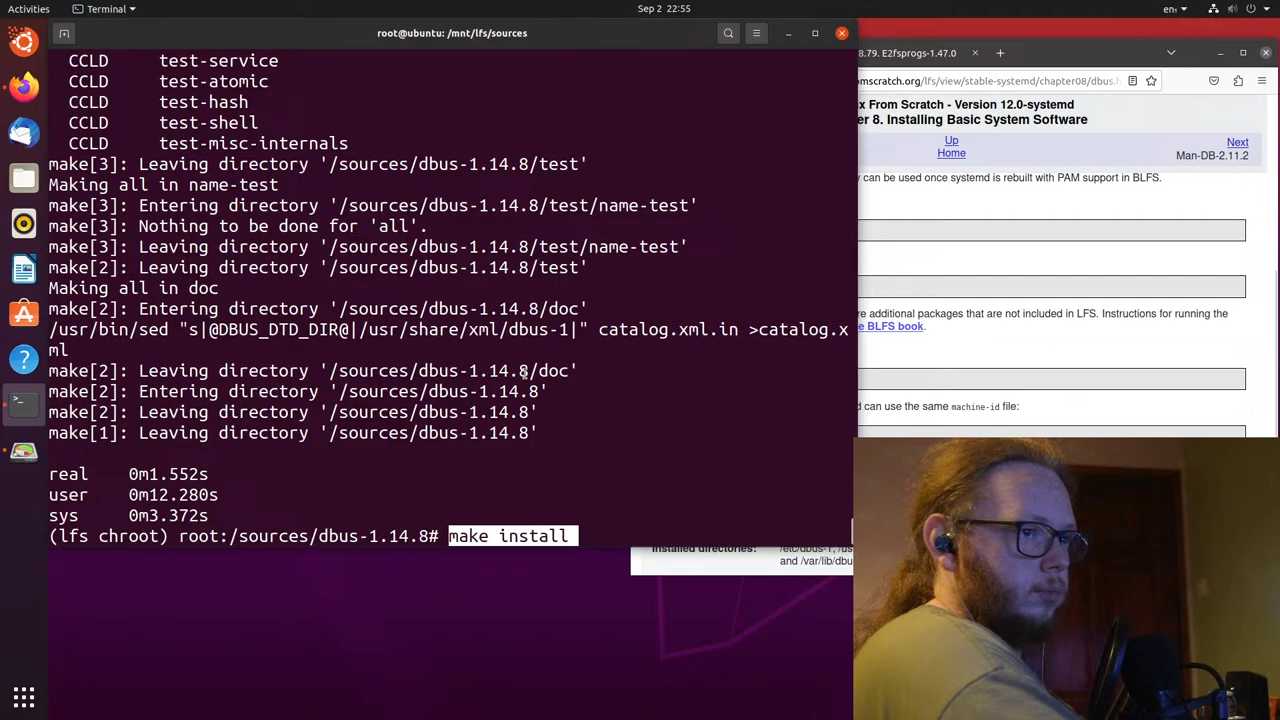 Activities
Terminal
Sep 2 22:55
en
root@ubuntu: /mnt/lfs/sources
CCLD test-service
CCLD test-atomic
CCLD test-hash
CCLD test-shell
CCLD test-misc-internals
make[3]: Leaving directory '/sources/dbus-1.14.8/test'
Making all in name-test
make[3]: Entering directory '/sources/dbus-1.14.8/test/name-test'
make[3]: Nothing to be done for 'all'.
make[3]: Leaving directory '/sources/dbus-1.14.8/test/name-test'
make[2]: Leaving directory '/sources/dbus-1.14.8/test'
Making all in doc
make[2]: Entering directory '/sources/dbus-1.14.8/doc'
/usr/bin/sed "s|@DBUS_DTD_DIR@|/usr/share/xml/dbus-1|" catalog.xml.in >catalog.x
ml
make[2]: Leaving directory '/sources/dbus-1.14.8/doc'
make[2]: Entering directory '/sources/dbus-1.14.8'
make[2]: Leaving directory '/sources/dbus-1.14.8'
make[1]: Leaving directory '/sources/dbus-1.14.8'
real 0m1.552s
user 0m12.280s
sys 0m3.372s
(lfs chroot) root:/sources/dbus-1.14.8# make install
8.79. E2fsprogs-1.47.0
omscratch.org/lfs/view/stable-systemd/chapter08/dbus.h
x From Scratch - Version 12.0-systemd
er 8. Installing Basic System Software
Up
Next
Home
Man-DB-2.11.2
y can be used once systemd is rebuilt with PAM support in BLFS.
re additional packages that are not included in LFS. Instructions for running the
e BLFS book.
d can use the same machine-id file:
Installed directories:
/etc/dbus-1, /us
and /var/lib/dbu